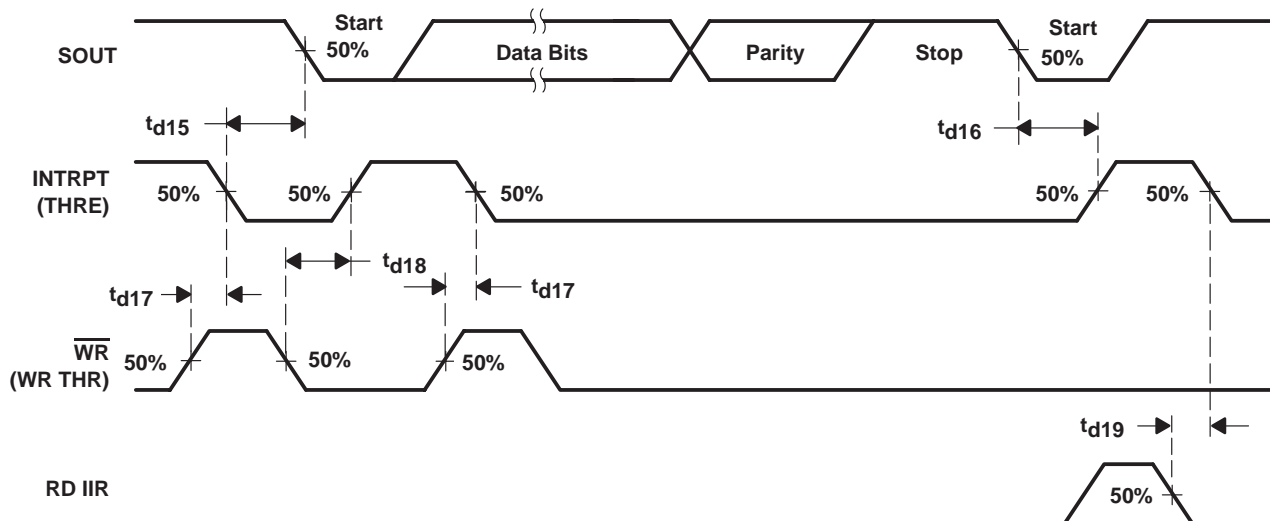 Start
SOUT
50%
Data Bits
Parity
Stop
Start
50%
td15
td16
INTRPT
(THRE)
50%
50%
50%
50%
50%
td18
td17
td17
WR
(WR THR)
50%
50%
50%
td19
RD IIR
50%